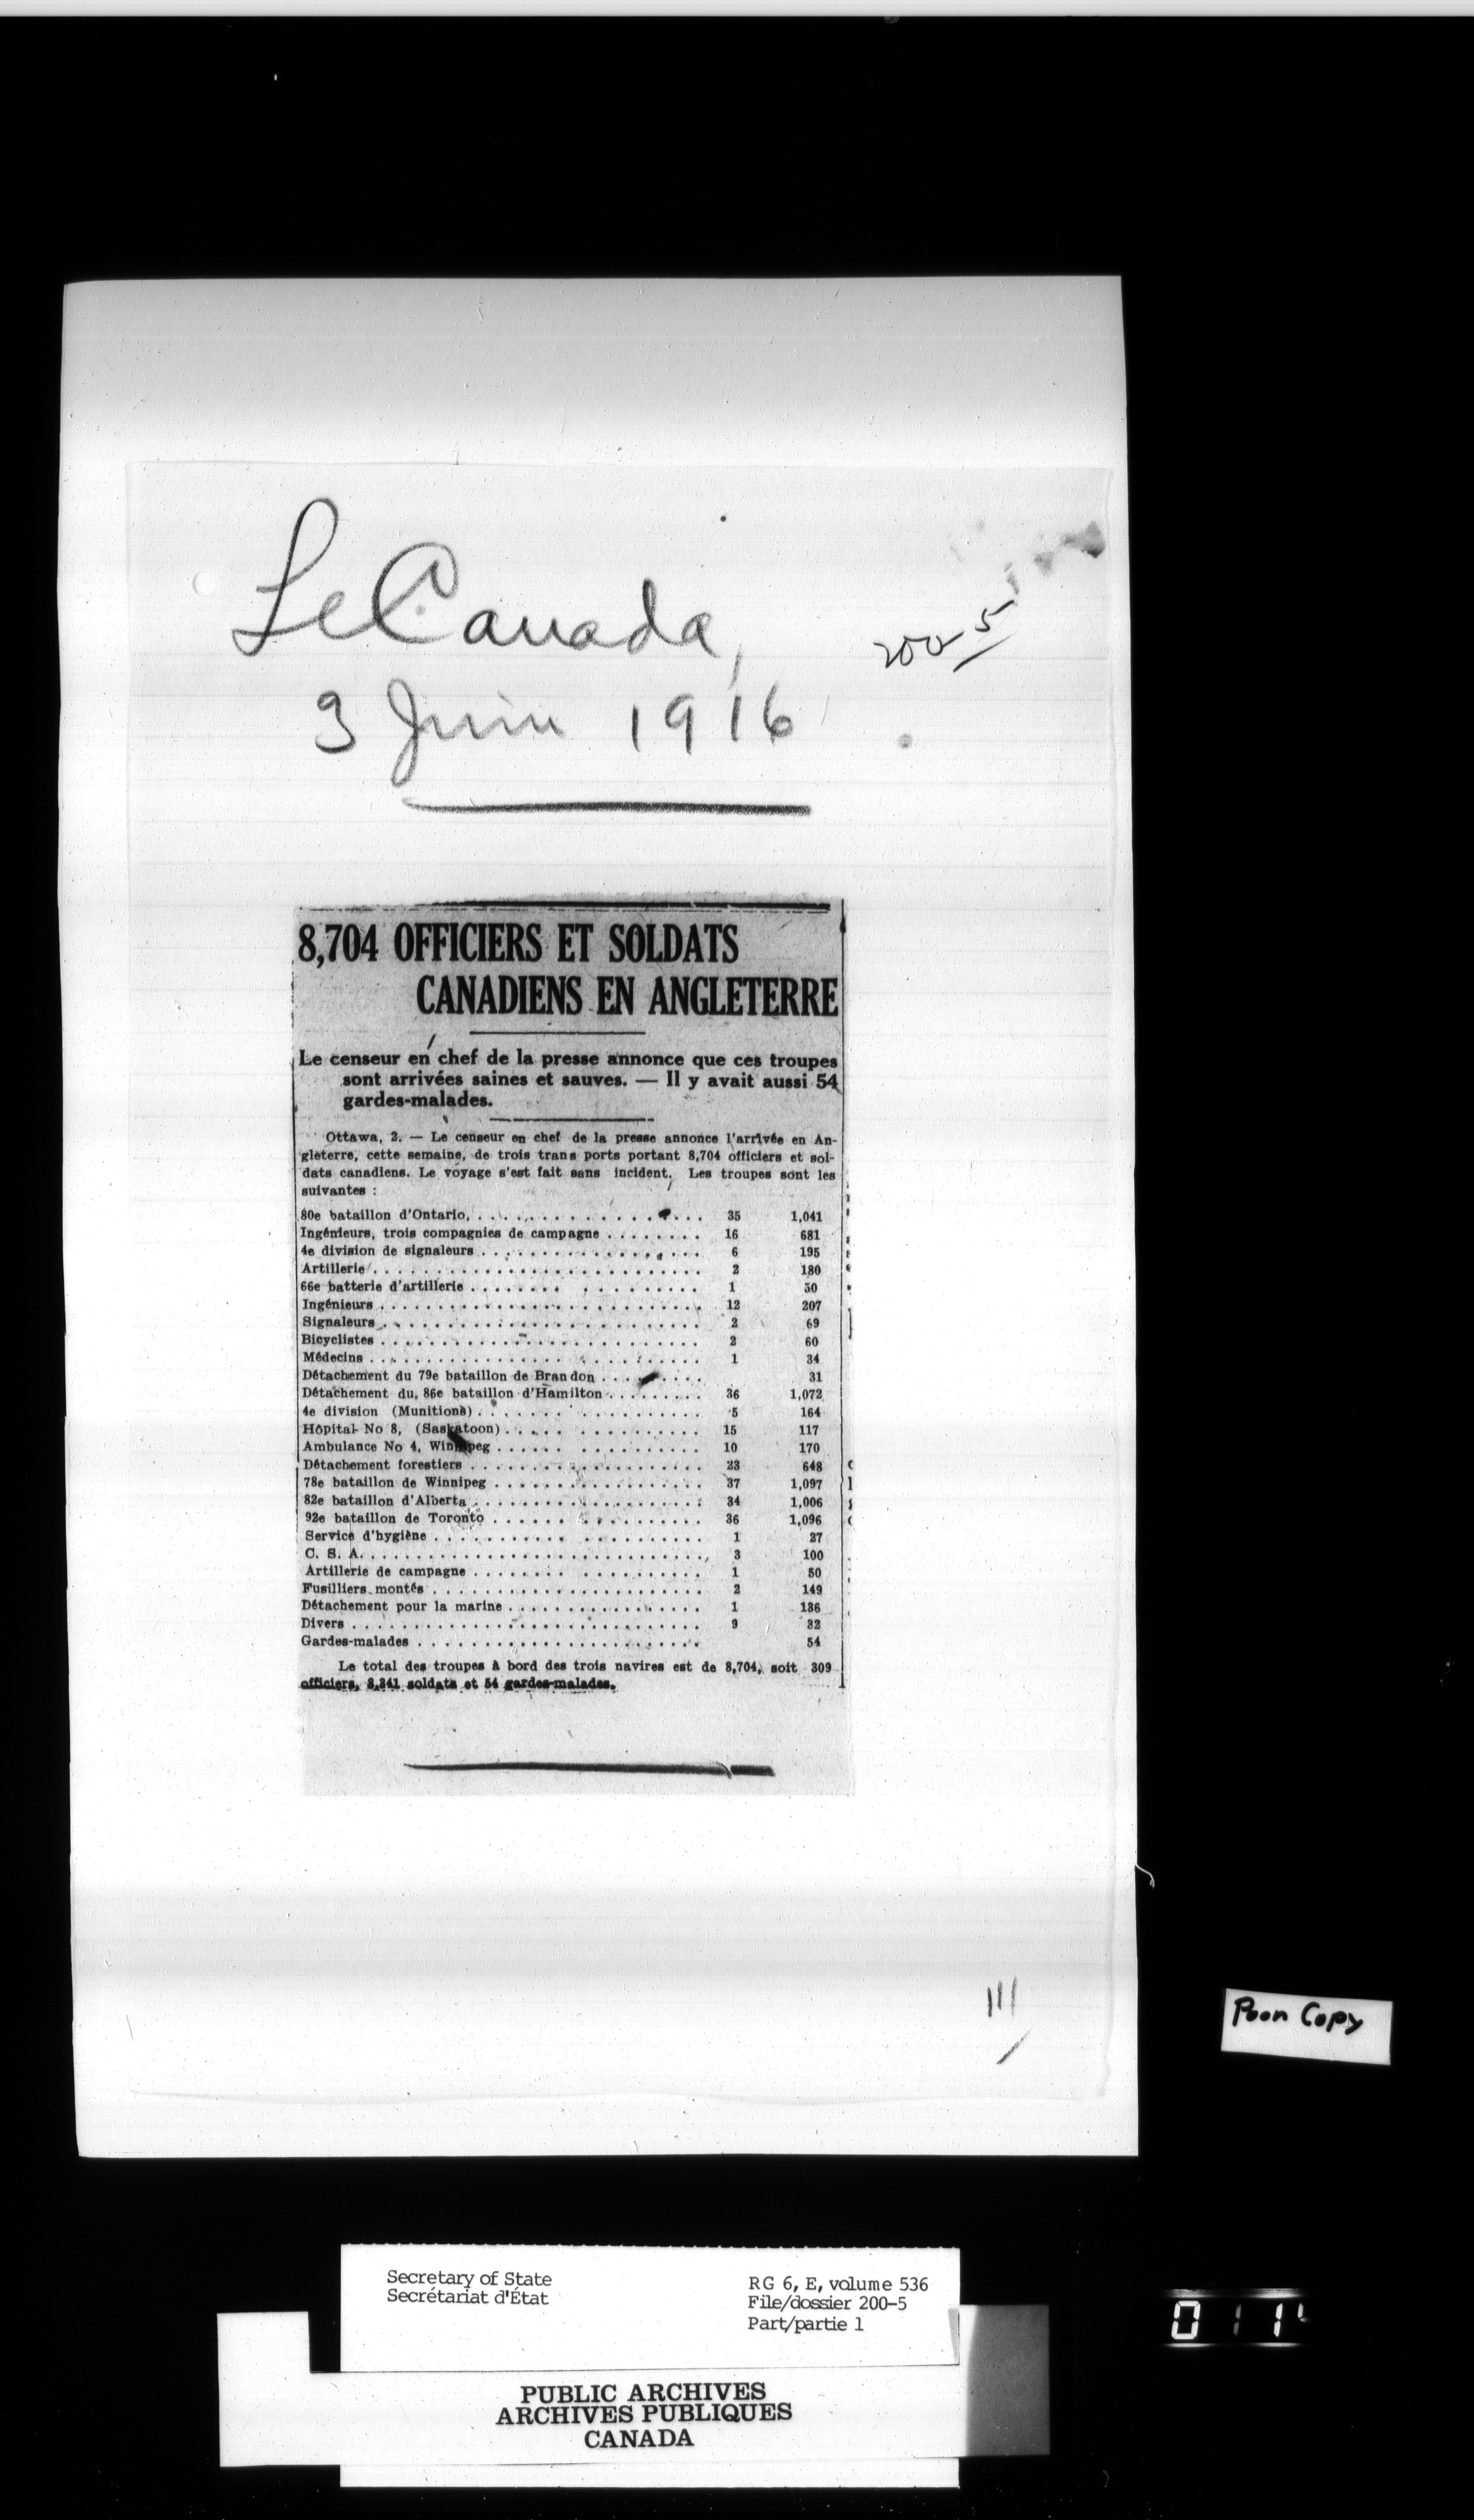 Le Canada,
200-5
3 Juin 1916
8,704 OFFICIERS ET SOLDATS
CANADIENS EN ANGLETERRE
Le censeur en chef de la presse annonce que ces troupes
sont arrivées saines et sauves. — Il y avait aussi 54
gardes-malades.
Ottawa, 2. — Le censeur en chef de la presse annonce l'arrivée en An-
gleterre, cette semaine, de trois trans ports portant 8,704 officiers et sol-
dats canadiens. Le voyage s'est fait sans incident. Les troupes sont les
suivantes :
80e bataillon d'Ontario, . . . . . . . . . . . . . . . . 35 1,041
Ingénieurs, trois compagnies de campagne . . . . . . . . 16 681
4e division de signaleurs . . . . . . . . . . . . . . . . 6 195
Artillerie . . . . . . . . . . . . . . . . . . . . . . . . 2 180
66e batterie d'artillerie . . . . . . . . . . . . . . . . 1 50
Ingénieurs . . . . . . . . . . . . . . . . . . . . . . . . 12 207
Signaleurs . . . . . . . . . . . . . . . . . . . . . . . . 2 69
Bicyclistes . . . . . . . . . . . . . . . . . . . . . . . . 2 60
Médecins . . . . . . . . . . . . . . . . . . . . . . . . 1 34
Détachement du 79e bataillon de Brandon . . . . . . . . 31
Détachement du, 86e bataillon d'Hamilton . . . . . . . . . 36 1,072
4e division (Munitions) . . . . . . . . . . . . . . . . 5 164
Hôpital No 8, (Saskatoon) . . . . . . . . . . . . . . . 15 117
Ambulance No 4, Winnipeg . . . . . . . . . . . . . . . 10 170
Détachement forestiers . . . . . . . . . . . . . . . . . . 23 648
78e bataillon de Winnipeg . . . . . . . . . . . . . . . . 37 1,097
82e bataillon d'Alberta . . . . . . . . . . . . . . . . . . 34 1,006
92e bataillon de Toronto . . . . . . . . . . . . . . . . 36 1,096
Service d'hygiène . . . . . . . . . . . . . . . . . . . . 1 27
C. S. A. . . . . . . . . . . . . . . . . . . . . . . . . . 3 100
Artillerie de campagne . . . . . . . . . . . . . . . . . . 1 50
Fusilliers montés . . . . . . . . . . . . . . . . . . . . . . 2 149
Détachement pour la marine . . . . . . . . . . . . . . . . 1 136
Divers . . . . . . . . . . . . . . . . . . . . . . . . . . 9 32
Gardes-malades . . . . . . . . . . . . . . . . . . . . . . 54
Le total des troupes à bord des trois navires est de 8,704, soit 309
officiers, 8,341 soldats et 54 gardes-malades.
111
Poor Copy
Secretary of State
Secrétariat d'État
RG 6, E, volume 536
File/dossier 200-5
Part/partie 1
PUBLIC ARCHIVES
ARCHIVES PUBLIQUES
CANADA